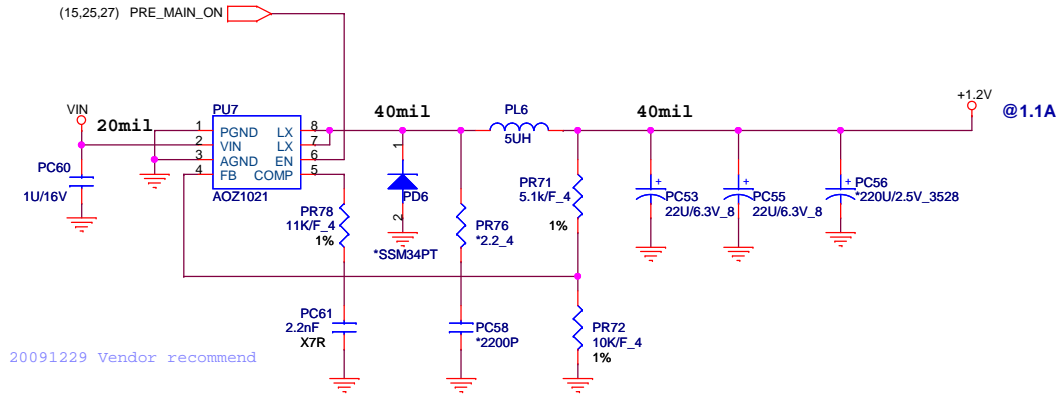 (15,25,27) PRE_MAIN_ON
VIN
20mil
PU7
40mil
PL6
5UH
40mil
+1.2V
@1.1A
1 PGND LX 8
2 VIN LX 7
3 AGND EN 6
4 FB COMP 5
AOZ1021
PC60
1U/16V
PR78
11K/F_4
1%
1
PD6
2
*SSM34PT
PR76
*2.2_4
PR71
5.1k/F_4
1%
+
PC53
22U/6.3V_8
+
PC55
22U/6.3V_8
+
PC56
*220U/2.5V_3528
PC61
2.2nF
X7R
PC58
*2200P
PR72
10K/F_4
1%
20091229 Vendor recommend